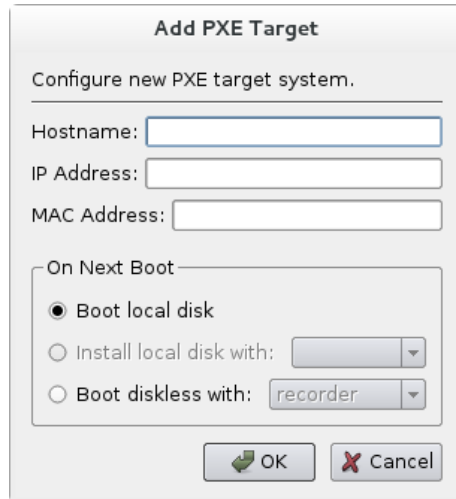 Add PXE Target
Configure new PXE target system.
Hostname:
IP Address:
MAC Address:
On Next Boot
Boot local disk
Install local disk with:
Boot diskless with: recorder
OK Cancel